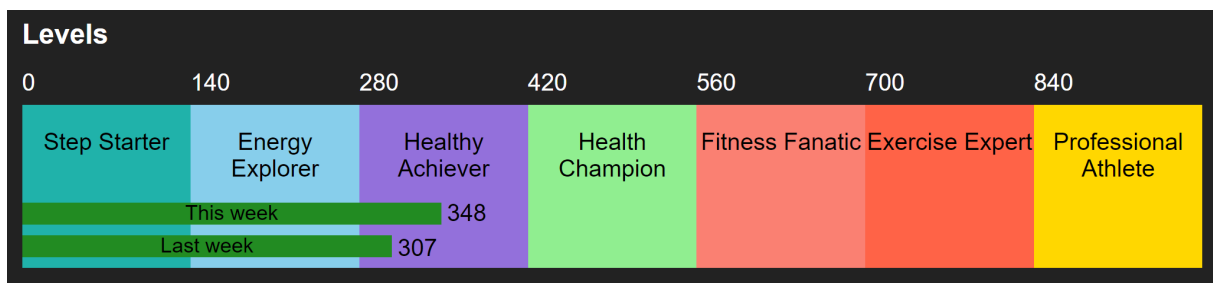 Levels
0 140 280 420 560 700 840
Step Starter Energy Healthy Health Fitness Fanatic Exercise Expert Professional
Explorer Achiever Champion Athlete
This week 348
Last week 307